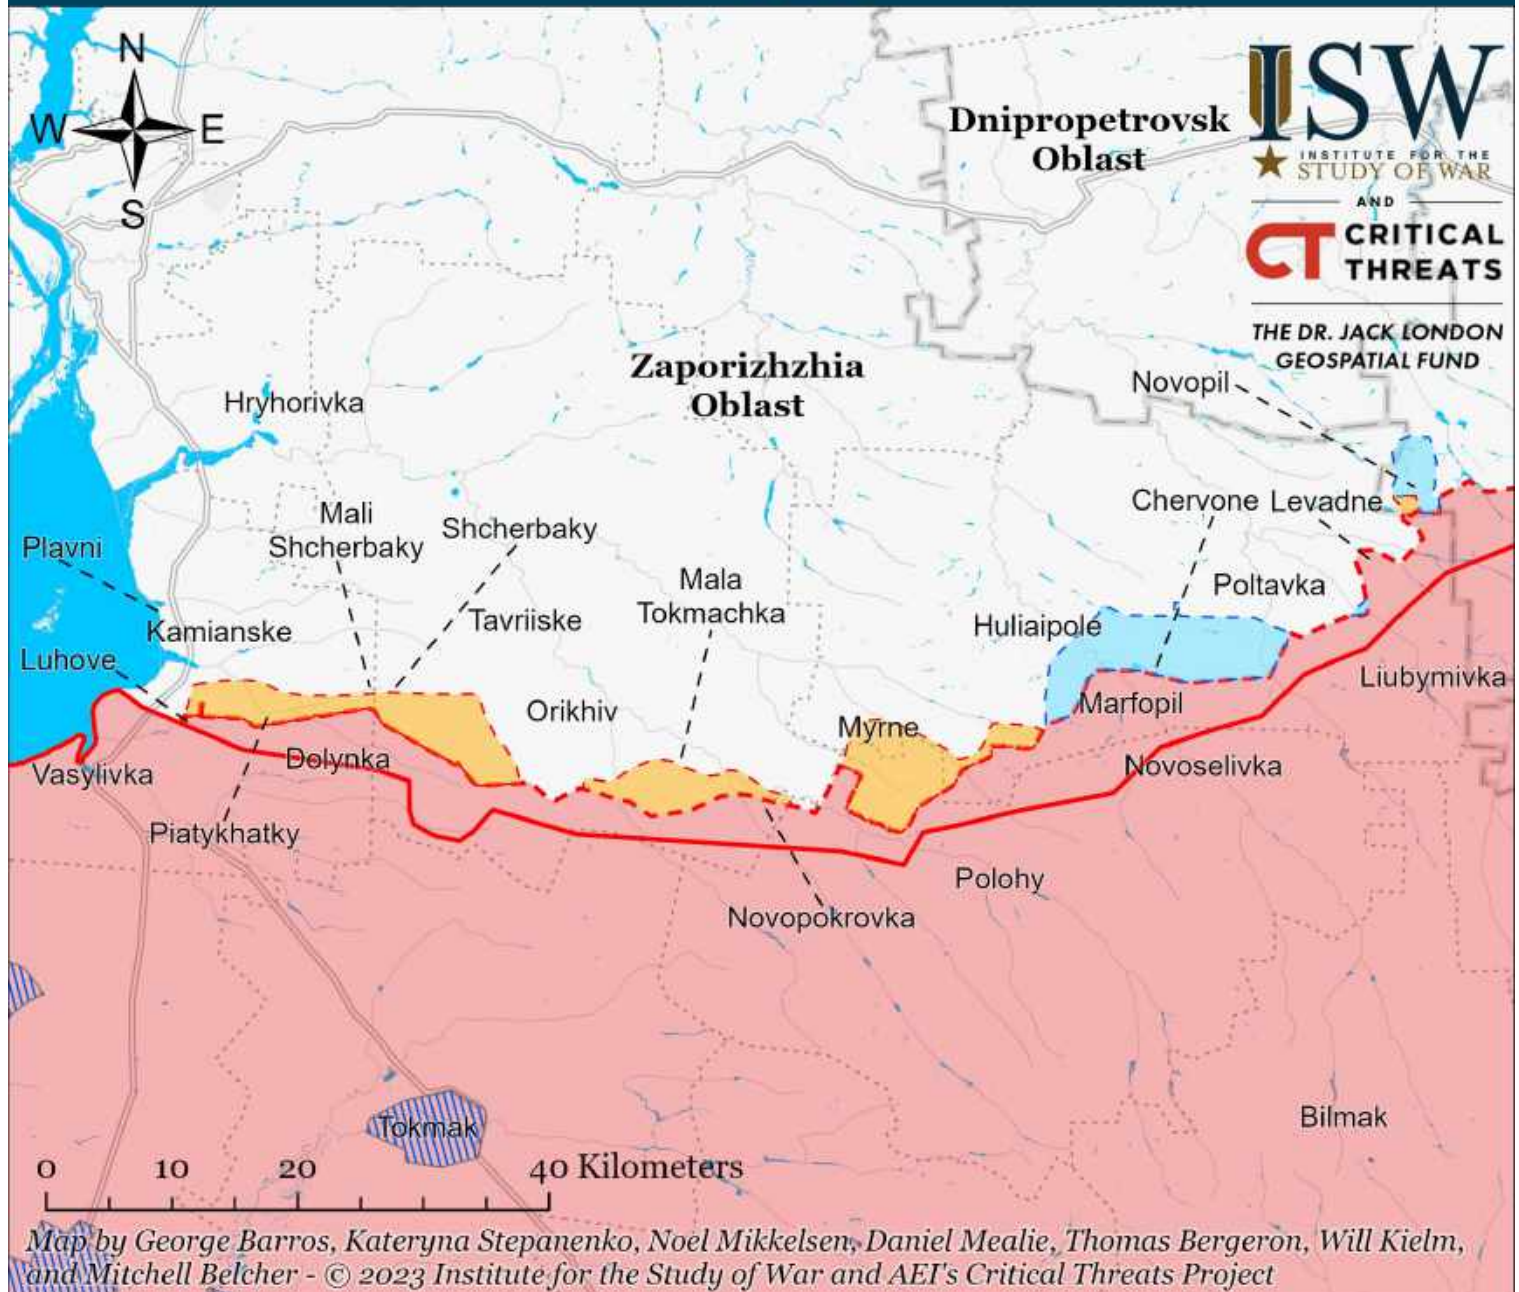 N
W E
S
Dnipropetrovsk
Oblast
ISW
INSTITUTE FOR THE
STUDY OF WAR
AND
CT CRITICAL
THREATS
THE DR. JACK LONDON
GEOSPATIAL FUND
Zaporizhzhia
Oblast
Novopil
Hryhorivka
Mali
Shcherbaky
Shcherbaky
Chervone
Levadne
Plavni
Mala
Tokmachka
Poltavka
Kamianske
Tavriiske
Huliaipole
Luhove
Orikhiv
Myrne
Marfopil
Liubymivka
Vasylivka
Dolynka
Novoselivka
Piatykhatky
Polohy
Novopokrovka
Tokmak
Bilmak
0 10 20 40 Kilometers
Map by George Barros, Kateryna Stepanenko, Noel Mikkelsen, Daniel Mealie, Thomas Bergeron, Will Kielm,
and Mitchell Belcher - © 2023 Institute for the Study of War and AEI's Critical Threats Project